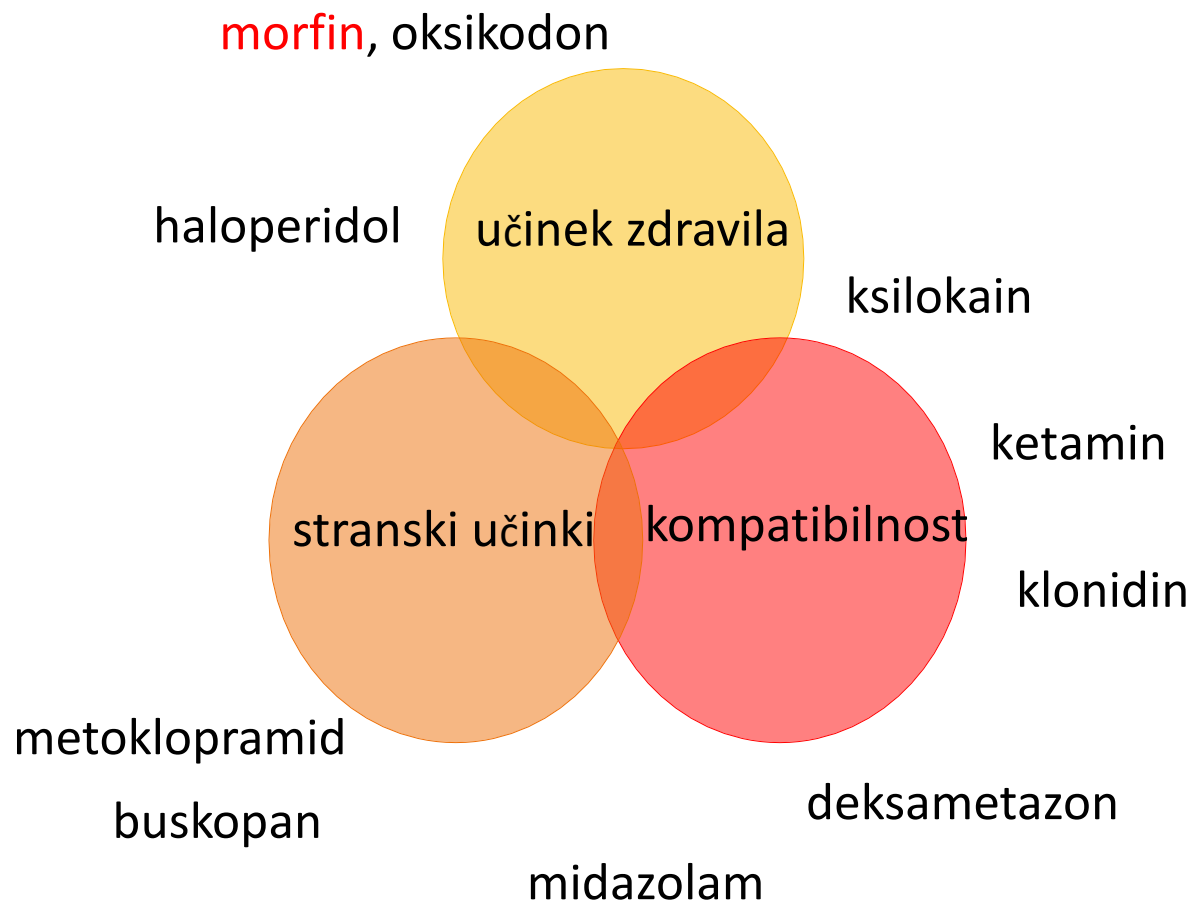 morfin, oksikodon
haloperidol
učinek zdravila
ksilokain
ketamin
stranski učinki
kompatibilnost
klonidin
metoklopramid
deksametazon
buskopan
midazolam